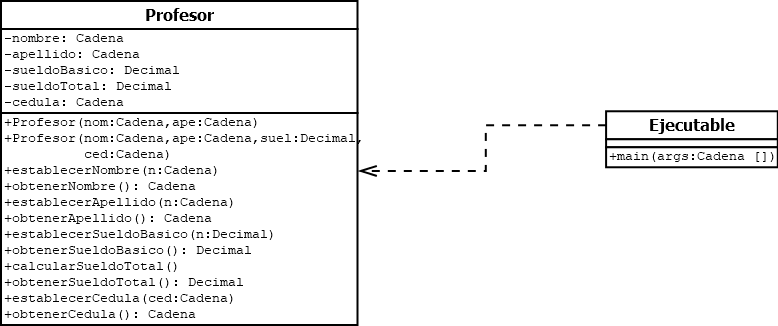 Profesor
-nombre: Cadena
-apellido: Cadena
-sueldoBasico: Decimal
-sueldoTotal: Decimal
-cedula: Cadena
+Profesor(nom:Cadena,ape:Cadena)
+Profesor(nom:Cadena,ape:Cadena,suel:Decimal,
ced:Cadena)
+establecerNombre(n:Cadena)
+obtenerNombre(): Cadena
+establecerApellido(n:Cadena)
+obtenerApellido(): Cadena
+establecerSueldoBasico(n:Decimal)
+obtenerSueldoBasico(): Decimal
+calcularSueldoTotal()
+obtenerSueldoTotal(): Decimal
+establecerCedula(ced:Cadena)
+obtenerCedula(): Cadena
Ejecutable
+main(args:Cadena [])